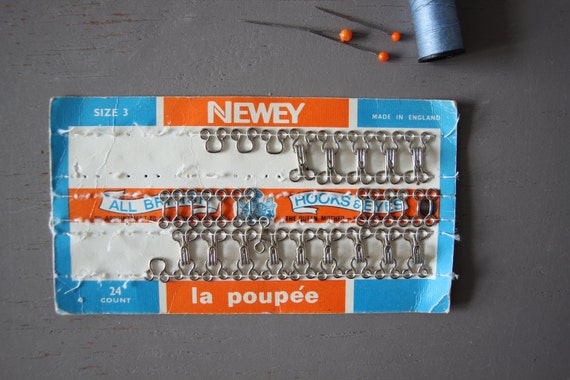 SIZE 3
NEWEY
MADE IN ENGLAND
ALL
HOOKS & EYES
24
COUNT
la poupée